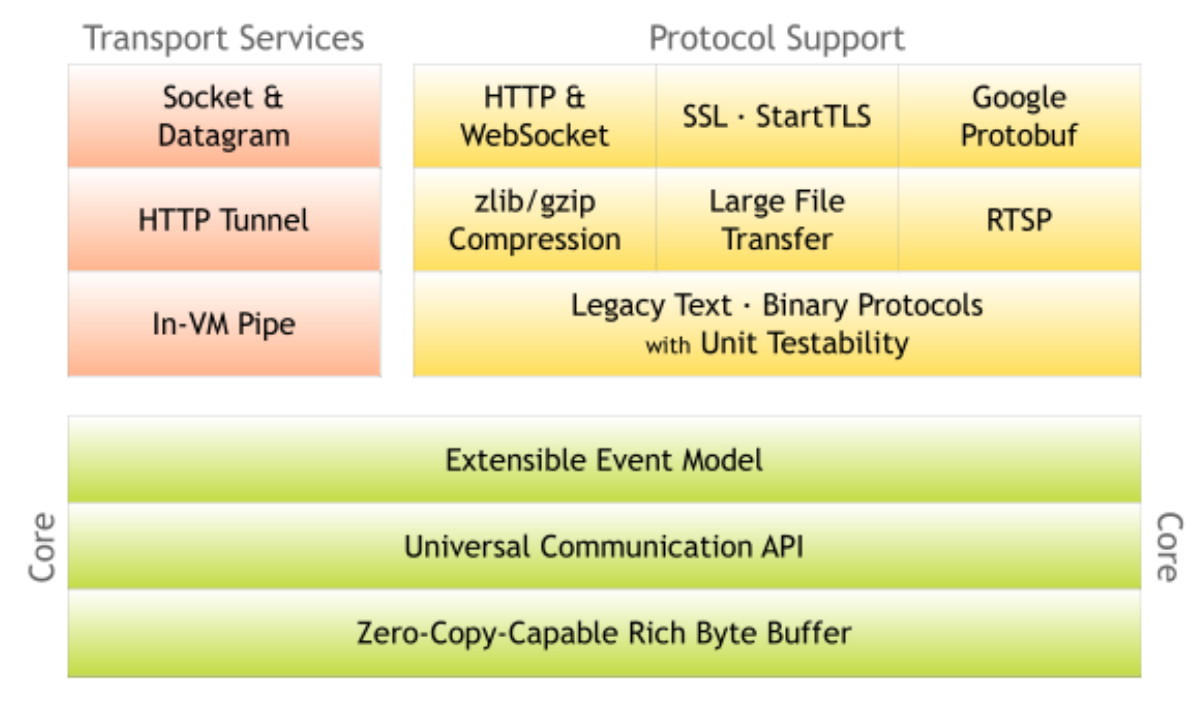 Transport Services
Socket &
Datagram
HTTP Tunnel
In-VM Pipe
Protocol Support
HTTP &
WebSocket
SSL · StartTLS
Google
Protobuf
zlib/gzip
Compression
Large File
Transfer
RTSP
Legacy Text · Binary Protocols
with Unit Testability
Core
Extensible Event Model
Universal Communication API
Zero-Copy-Capable Rich Byte Buffer
Core